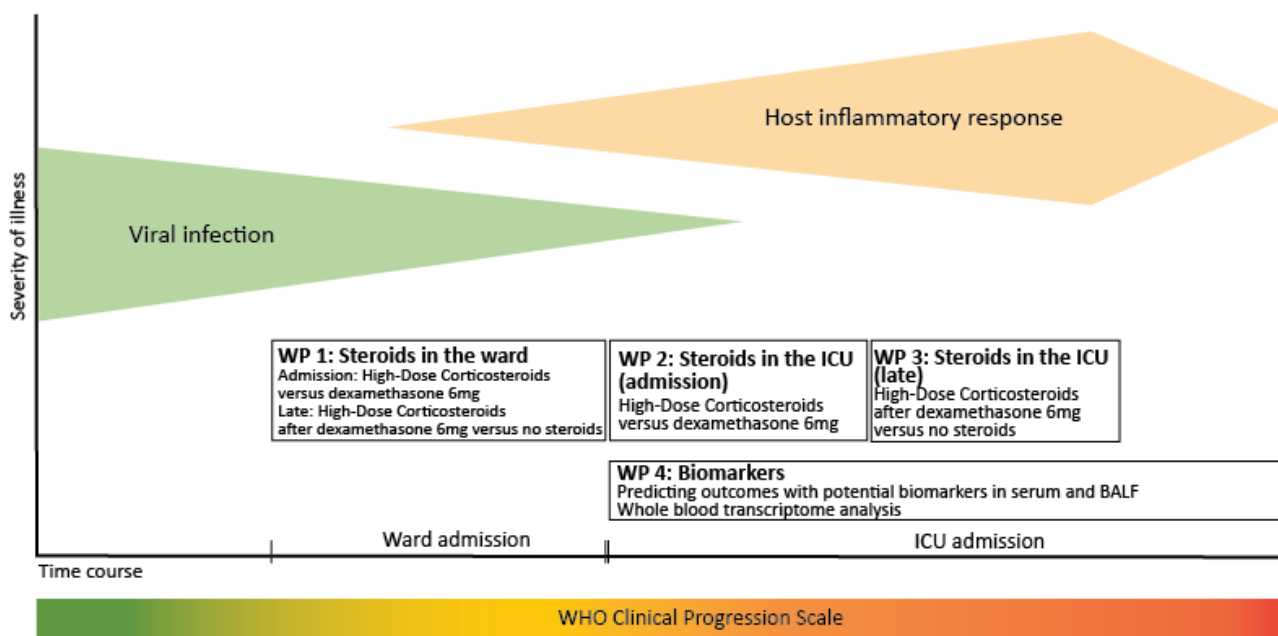 Host inflammatory response
Viral infection
Severity of illness
WP 1: Steroids in the ward
Admission: High-Dose Corticosteroids
versus dexamethasone 6mg
Late: High-Dose Corticosteroids
after dexamethasone 6mg versus no steroids
WP 2: Steroids in the ICU
(admission)
High-Dose Corticosteroids
versus dexamethasone 6mg
WP 3: Steroids in the ICU
(late)
High-Dose Corticosteroids
after dexamethasone 6mg
versus no steroids
WP 4: Biomarkers
Predicting outcomes with potential biomarkers in serum and BALF
Whole blood transcriptome analysis
Ward admission
ICU admission
Time course
WHO Clinical Progression Scale